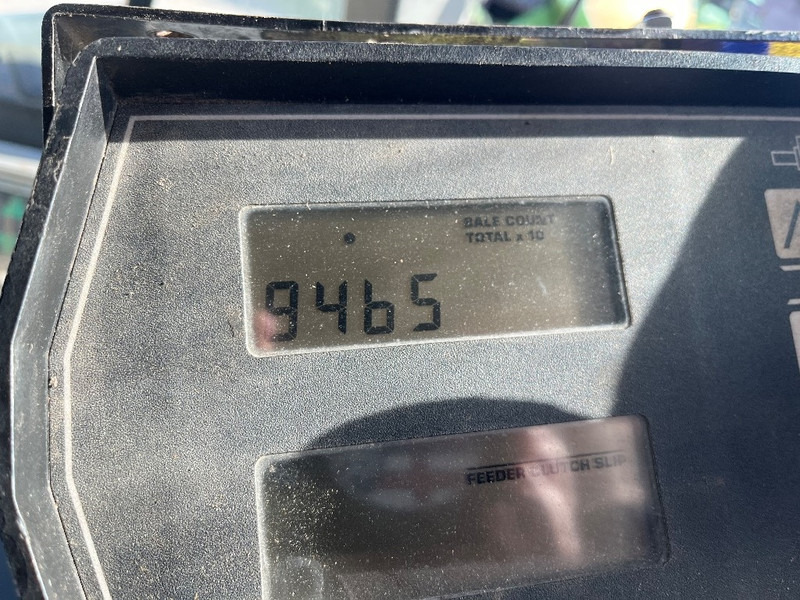 BALE COUNT
TOTAL x 10
9465
FEEDER CLUTCH SLIP